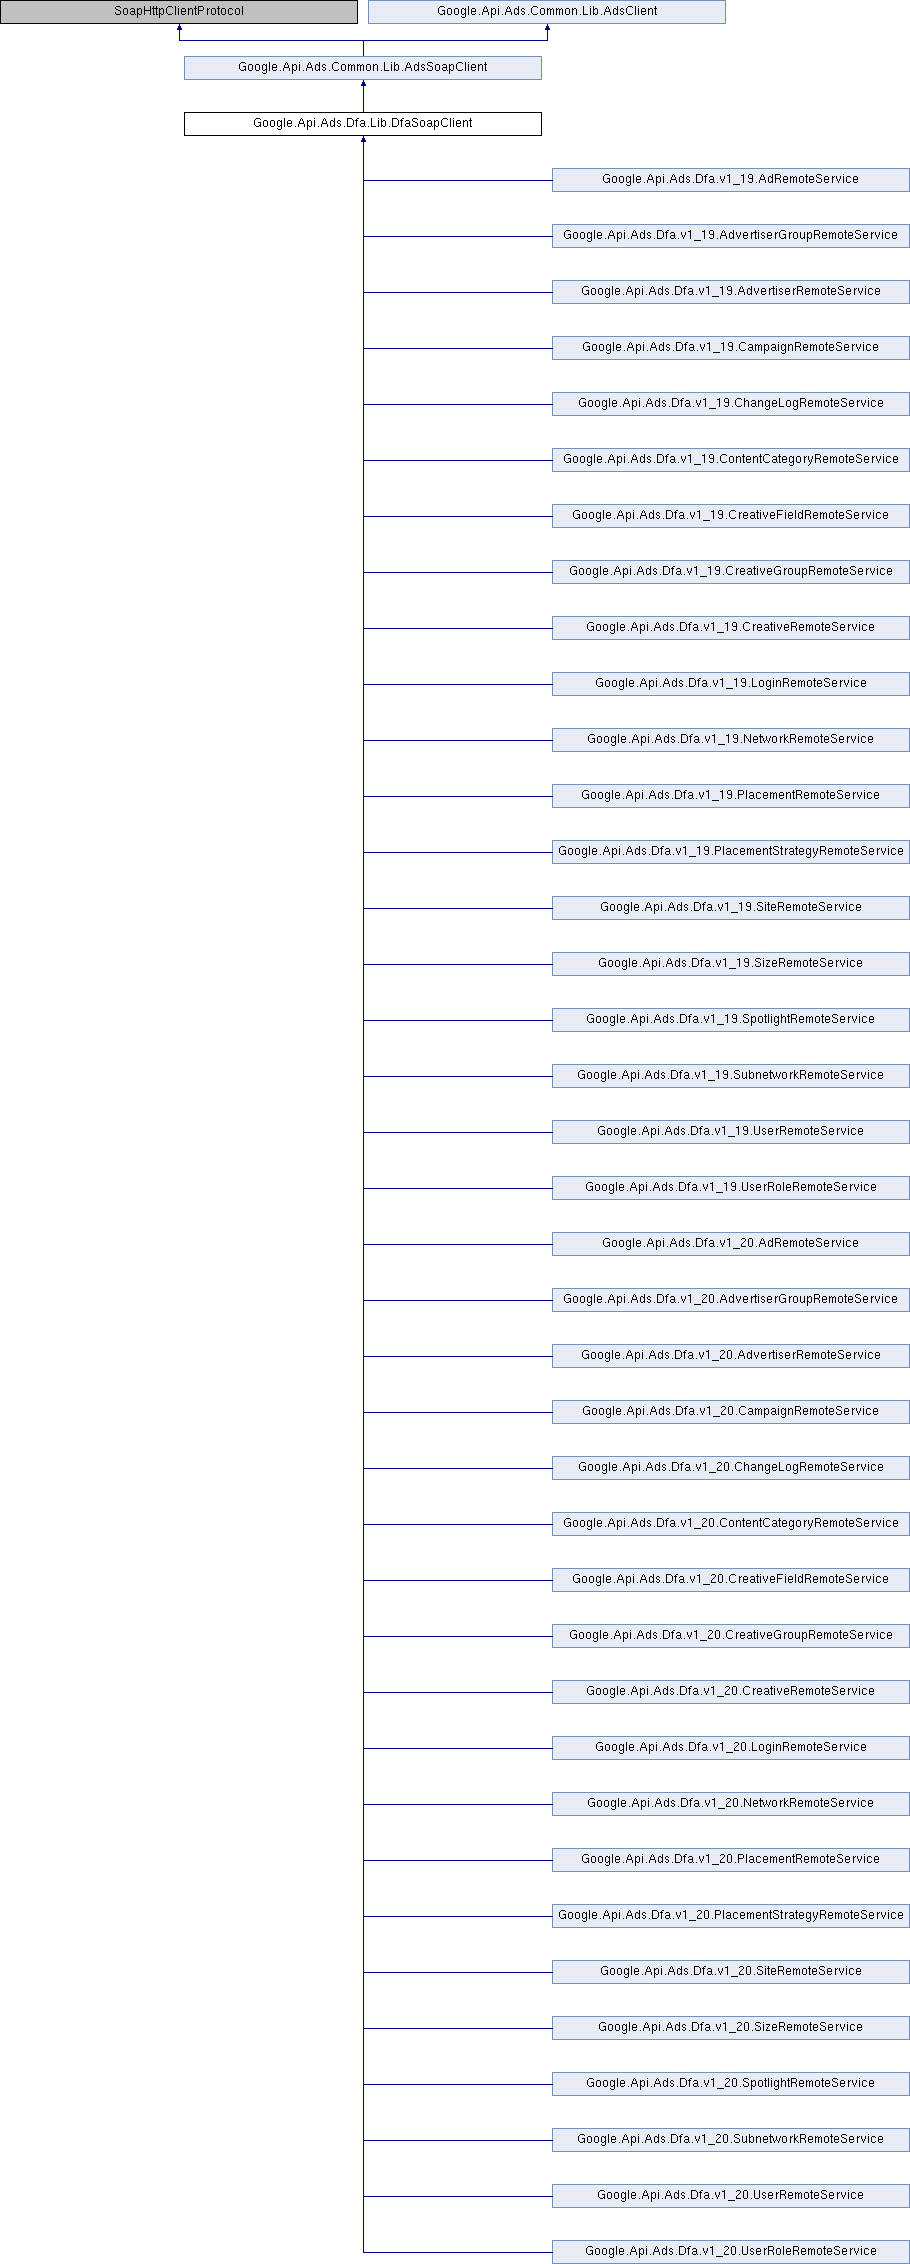 SoapHttpClientProtocol
Google.Api.Ads.Common.Lib.AdsClient
Google.Api.Ads.Common.Lib.AdsSoapClient
Google.Api.Ads.Dfa.Lib.DfaSoapClient
Google.Api.Ads.Dfa.v1_19.AdRemoteService
Google.Api.Ads.Dfa.v1_19.AdvertiserGroupRemoteService
Google.Api.Ads.Dfa.v1_19.AdvertiserRemoteService
Google.Api.Ads.Dfa.v1_19.CampaignRemoteService
Google.Api.Ads.Dfa.v1_19.ChangeLogRemoteService
Google.Api.Ads.Dfa.v1_19.ContentCategoryRemoteService
Google.Api.Ads.Dfa.v1_19.CreativeFieldRemoteService
Google.Api.Ads.Dfa.v1_19.CreativeGroupRemoteService
Google.Api.Ads.Dfa.v1_19.CreativeRemoteService
Google.Api.Ads.Dfa.v1_19.LoginRemoteService
Google.Api.Ads.Dfa.v1_19.NetworkRemoteService
Google.Api.Ads.Dfa.v1_19.PlacementRemoteService
Google.Api.Ads.Dfa.v1_19.PlacementStrategyRemoteService
Google.Api.Ads.Dfa.v1_19.SiteRemoteService
Google.Api.Ads.Dfa.v1_19.SizeRemoteService
Google.Api.Ads.Dfa.v1_19.SpotlightRemoteService
Google.Api.Ads.Dfa.v1_19.SubnetworkRemoteService
Google.Api.Ads.Dfa.v1_19.UserRemoteService
Google.Api.Ads.Dfa.v1_19.UserRoleRemoteService
Google.Api.Ads.Dfa.v1_20.AdRemoteService
Google.Api.Ads.Dfa.v1_20.AdvertiserGroupRemoteService
Google.Api.Ads.Dfa.v1_20.AdvertiserRemoteService
Google.Api.Ads.Dfa.v1_20.CampaignRemoteService
Google.Api.Ads.Dfa.v1_20.ChangeLogRemoteService
Google.Api.Ads.Dfa.v1_20.ContentCategoryRemoteService
Google.Api.Ads.Dfa.v1_20.CreativeFieldRemoteService
Google.Api.Ads.Dfa.v1_20.CreativeGroupRemoteService
Google.Api.Ads.Dfa.v1_20.CreativeRemoteService
Google.Api.Ads.Dfa.v1_20.LoginRemoteService
Google.Api.Ads.Dfa.v1_20.NetworkRemoteService
Google.Api.Ads.Dfa.v1_20.PlacementRemoteService
Google.Api.Ads.Dfa.v1_20.PlacementStrategyRemoteService
Google.Api.Ads.Dfa.v1_20.SiteRemoteService
Google.Api.Ads.Dfa.v1_20.SizeRemoteService
Google.Api.Ads.Dfa.v1_20.SpotlightRemoteService
Google.Api.Ads.Dfa.v1_20.SubnetworkRemoteService
Google.Api.Ads.Dfa.v1_20.UserRemoteService
Google.Api.Ads.Dfa.v1_20.UserRoleRemoteService